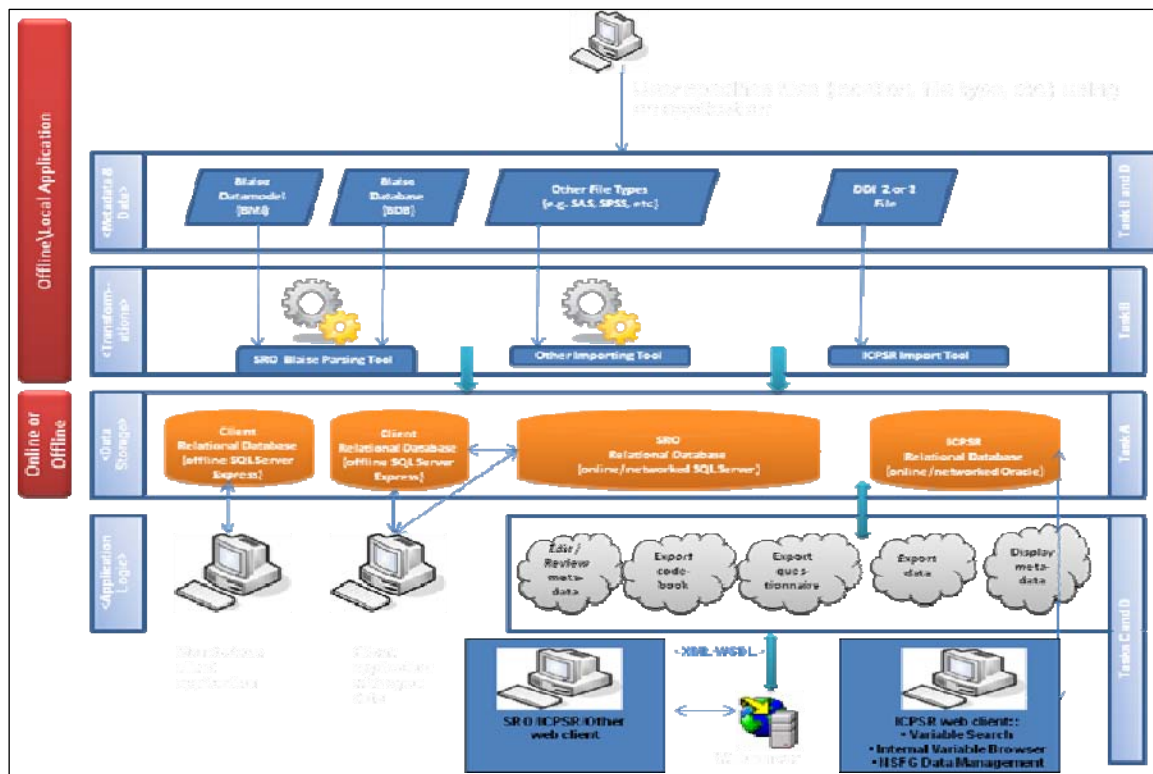 Offline\Local Application
<Metadata & Data>
Blaise
Datamodel
(BMI)
Blaise
Database
(BDB)
Other File Types
(e.g. SAS, SPSS, etc)
DDI 2 or 3
File
Task B and D
<Transform-
ations>
SRO Blaise Parsing Tool
Other Importing Tool
ICPSR Import Tool
Task B
Online or
Offline
<Data
Storage>
Client
Relational Database
(offline SQLServer
Express)
Client
Relational Database
(offline SQLServer
Express)
SRO
Relational Database
(online/networked SQLServer)
ICPSR
Relational Database
(online/networked Oracle)
Task A
<Application
Logic>
Edit /
Review
meta-
data
Export
code-
book
Export
ques-
tionnaire
Export
data
Display
meta-
data
Tasks C and D
<XML-WSDL>
SRO/ICPSR/Other
web client
ICPSR web client::
• Variable Search
• Internal Variable Browser
• NSFG Data Management